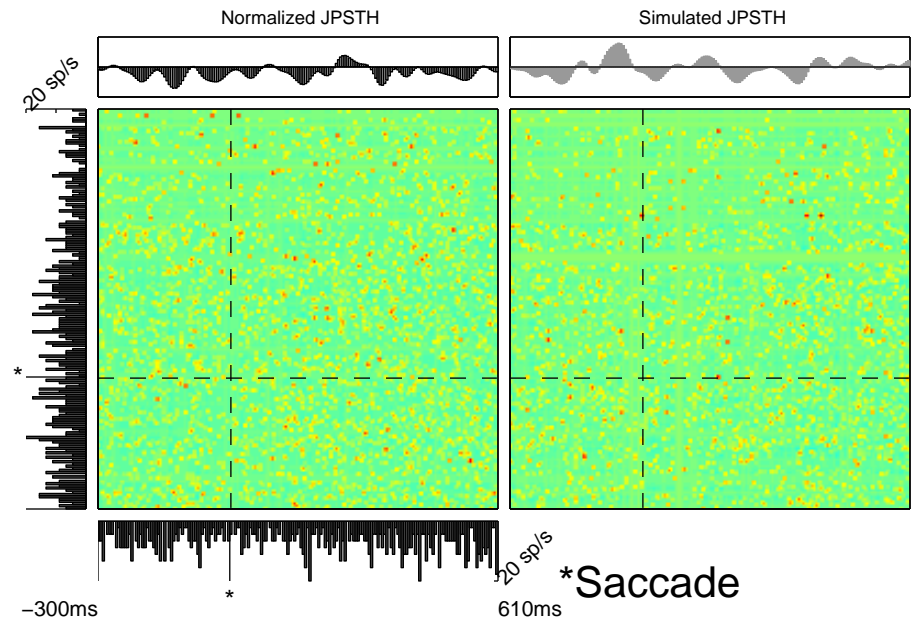 Normalized JPSTH
Simulated JPSTH
20 sp/s
*
20 sp/s
*
*Saccade
−300ms
610ms